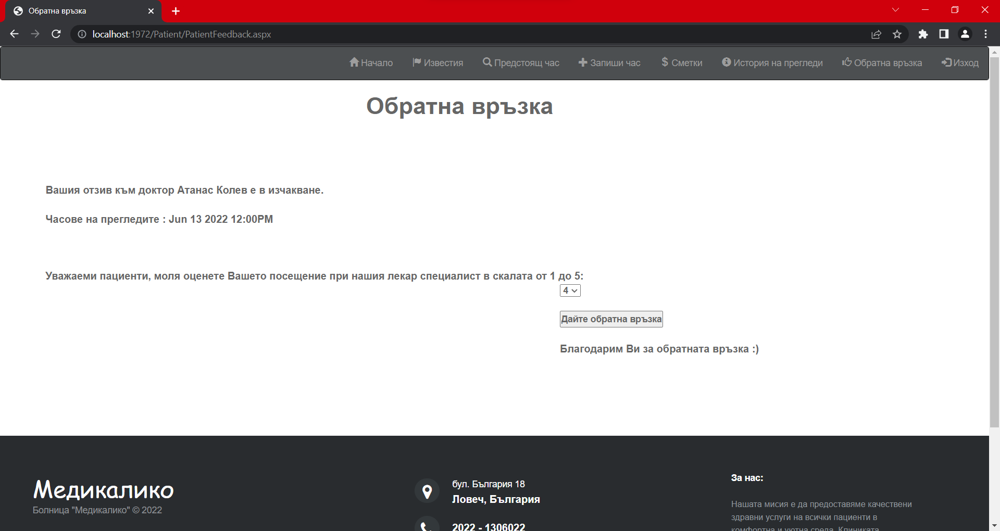 Обратна връзка
localhost:1972/Patient/PatientFeedback.aspx
Начало Известия Предстоящ час Запиши час $ Сметки История на прегледи Обратна връзка Изход
Обратна връзка
Вашия отзив към доктор Атанас Колев е в изчакване.
Часове на прегледите : Jun 13 2022 12:00PM
Уважаеми пациенти, моля оценете Вашето посещение при нашия лекар специалист в скалата от 1 до 5:
4
Дайте обратна връзка
Благодарим Ви за обратната връзка :)
Медикалико
Болница "Медикалико" © 2022
бул. България 18
Ловеч, България
2022 - 1306022
За нас:
Нашата мисия е да предоставяме качествени
здравни услуги на всички пациенти в
комфортна и уютна среда. Клиниката